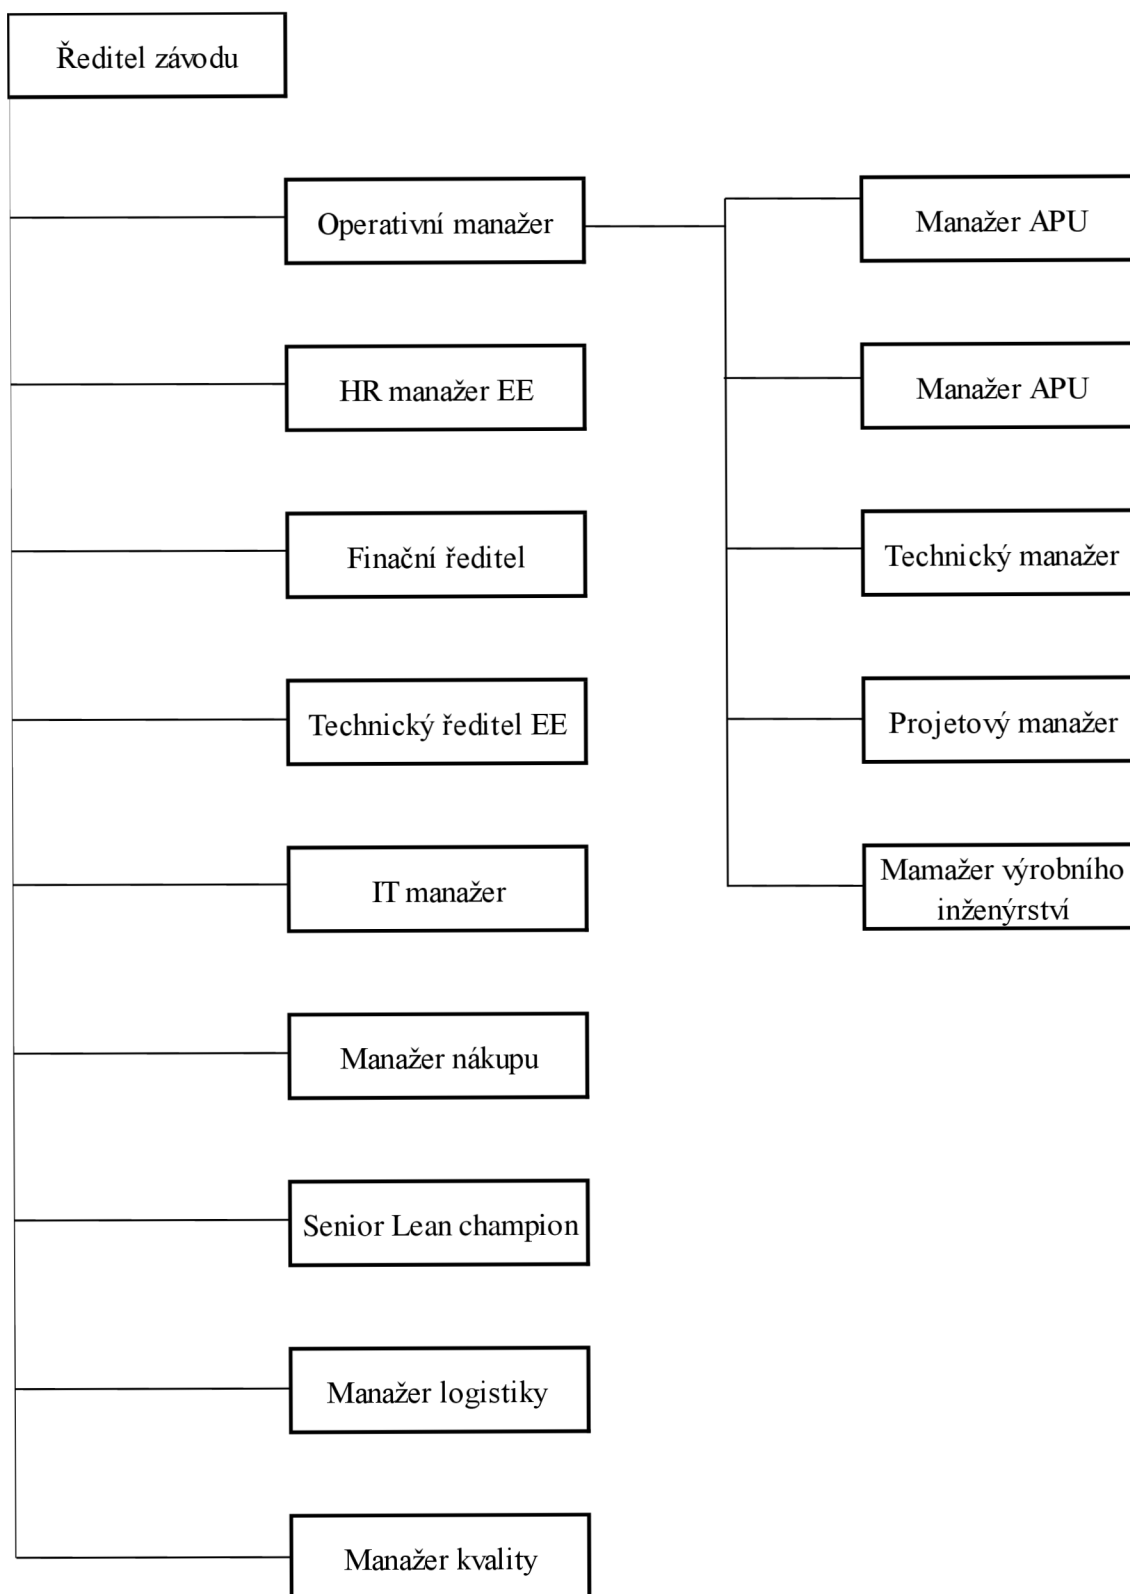 Ředitel závodu
Operativní manažer
Manažer APU
HR manažer EE
Manažer APU
Finační ředitel
Technický manažer
Technický ředitel EE
Projetový manažer
IT manažer
Mamažer výrobního
inženýrství
Manažer nákupu
Senior Lean champion
Manažer logistiky
Manažer kvality